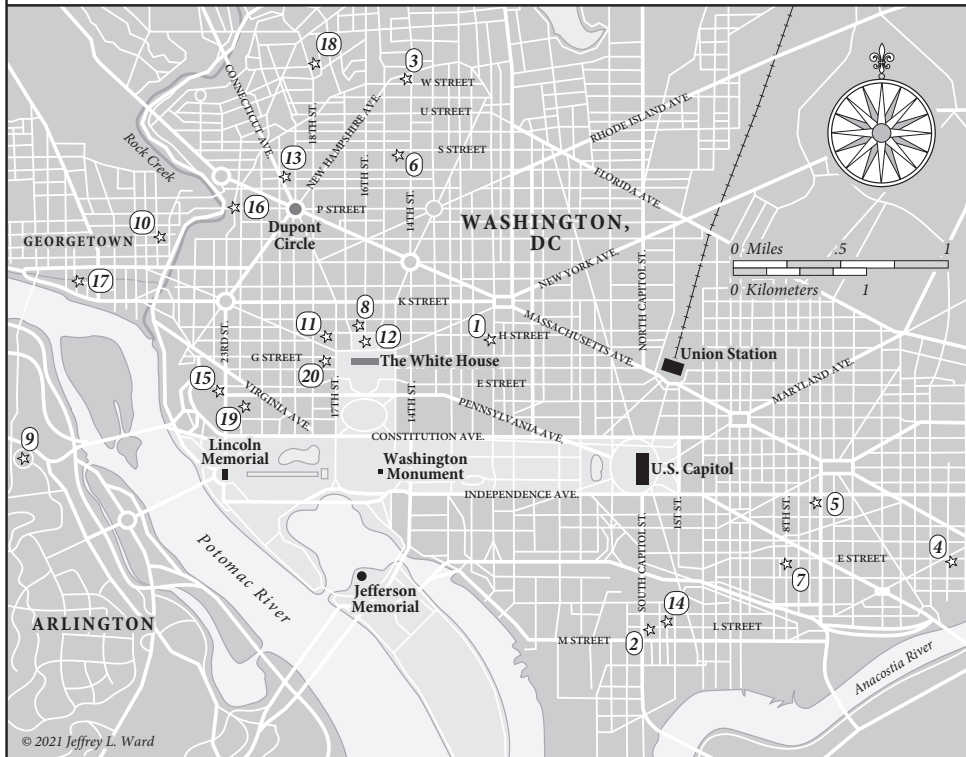 18
3
CONNECTICUT AVE.
W STREET
U STREET
18TH ST.
NEW HAMPSHIRE AVE.
RHODE ISLAND AVE.
Rock Creek
13
16TH ST.
S STREET
6
FLORIDA AVE.
16
P STREET
14TH ST.
10
GEORGETOWN
Dupont
Circle
WASHINGTON,
DC
17
NEW YORK AVE.
NORTH CAPITOL ST.
0 Miles .5 1
0 Kilometers 1
K STREET
8
11
12
1
H STREET
MASSACHUSETTS AVE.
23RD ST.
G STREET
The White House
Union Station
20
15
17TH ST.
14TH ST.
E STREET
MARYLAND AVE.
19
VIRGINIA AVE.
PENNSYLVANIA AVE.
CONSTITUTION AVE.
9
Lincoln
Memorial
Washington
Monument
U.S. Capitol
INDEPENDENCE AVE.
1ST ST.
8TH ST.
5
SOUTH CAPITOL ST.
E STREET
4
7
Potomac River
Jefferson
Memorial
14
ARLINGTON
M STREET
2
L STREET
Anacostia River
© 2021 Jeffrey L. Ward